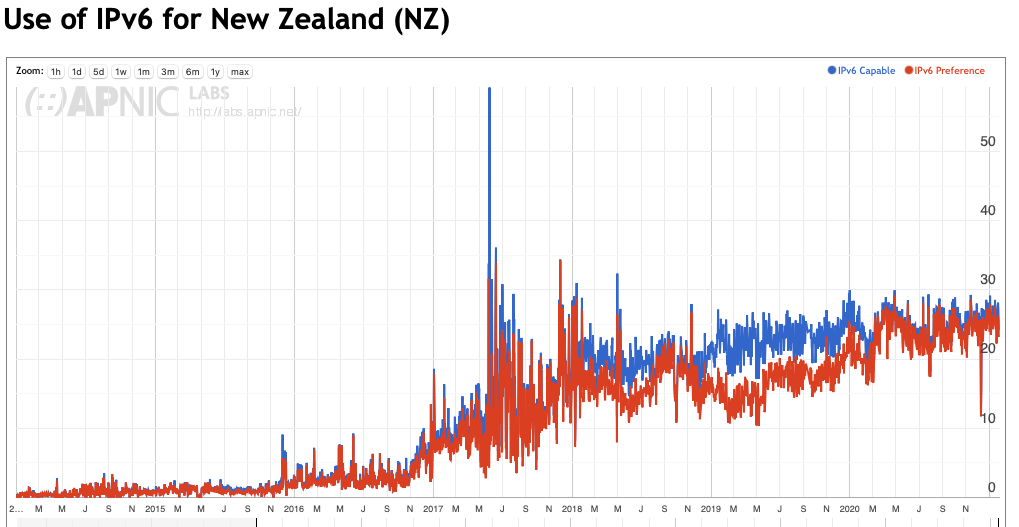 Use of IPv6 for New Zealand (NZ)
Zoom: 1h 1d 5d 1w 1m 3m 6m 1y max
IPv6 Capable IPv6 Preference
(::)APNIC LABS
http://labs.apnic.net/
50
40
30
20
10
0
2... M M J S N 2015 M M J S N 2016 M M J S N 2017 M M J S N 2018 M M J S N 2019 M M J S N 2020 M M J S N